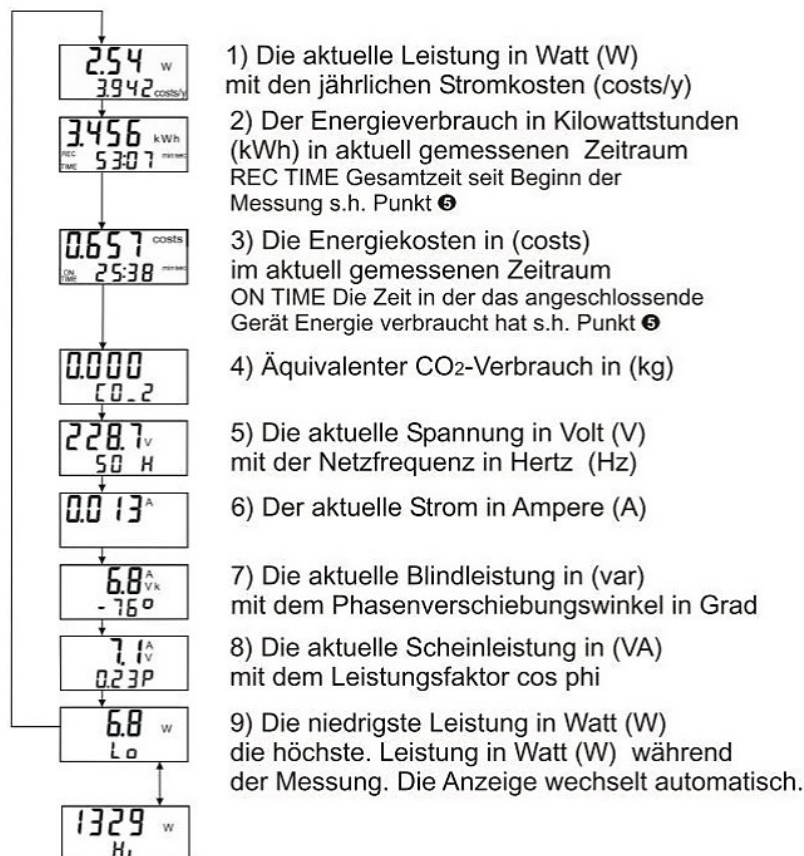 2.54 W
3.942 costs/y
1) Die aktuelle Leistung in Watt (W)
mit den jährlichen Stromkosten (costs/y)
3.456 kWh
REC TIME 53:07 min sec
2) Der Energieverbrauch in Kilowattstunden
(kWh) in aktuell gemessenen Zeitraum
REC TIME Gesamtzeit seit Beginn der
Messung s.h. Punkt ❺
0.657 costs
ON TIME 25:38 min sec
3) Die Energiekosten in (costs)
im aktuell gemessenen Zeitraum
ON TIME Die Zeit in der das angeschlossende
Gerät Energie verbraucht hat s.h. Punkt ❺
0.000
CO_2
4) Äquivalenter CO2-Verbrauch in (kg)
228.7 V
50 H
5) Die aktuelle Spannung in Volt (V)
mit der Netzfrequenz in Hertz (Hz)
0.013 A
6) Der aktuelle Strom in Ampere (A)
6.8 A Vk
-76°
7) Die aktuelle Blindleistung in (var)
mit dem Phasenverschiebungswinkel in Grad
7.1 A V
0.23P
8) Die aktuelle Scheinleistung in (VA)
mit dem Leistungsfaktor cos phi
6.8 W
Lo
9) Die niedrigste Leistung in Watt (W)
die höchste. Leistung in Watt (W) während
der Messung. Die Anzeige wechselt automatisch.
1329 W
Hi